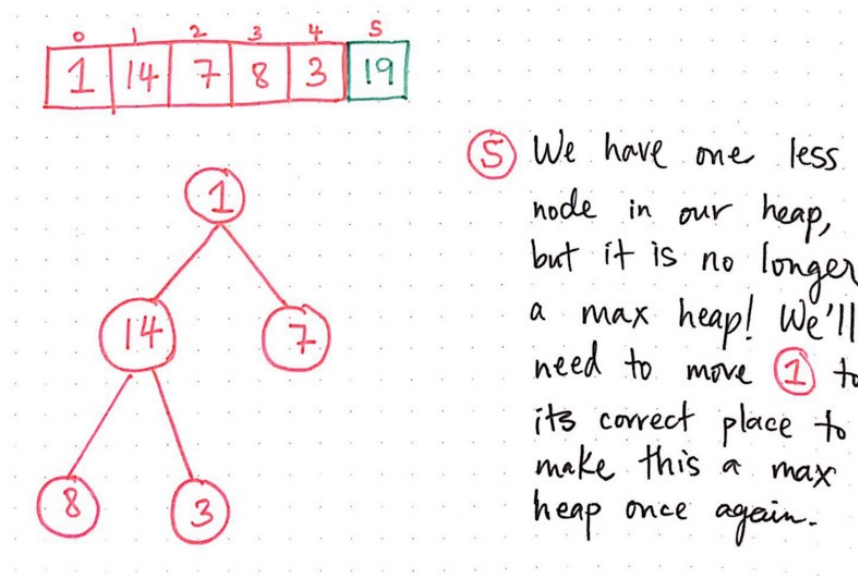 0 1 2 3 4 5
1 14 7 8 3 19
1
14 7
8 3
5 We have one less
node in our heap,
but it is no longer
a max heap! We'll
need to move 1 to
its correct place to
make this a max
heap once again.